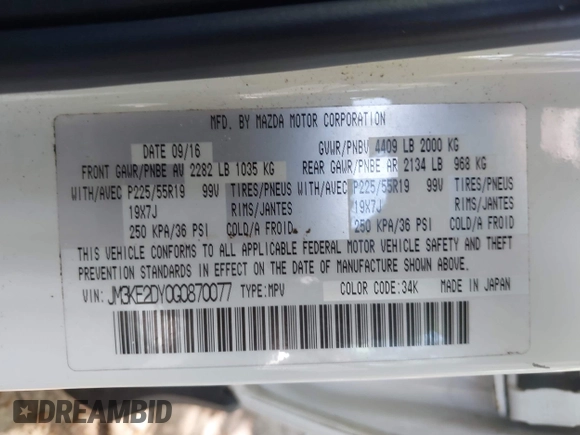 MFD. BY MAZDA MOTOR CORPORATION
DATE 09/16 GVWR/PNBV 4409 LB 2000 KG
FRONT GAWR/PNBE AV 2282 LB 1035 KG REAR GAWR/PNBE AR 2134 LB 968 KG
WITH/AVEC P225/55R19 99V TIRES/PNEUS WITH/AVEC P225/55R19 99V TIRES/PNEUS
19X7J RIMS/JANTES 19X7J RIMS/JANTES
250 KPA/36 PSI COLD/A FROID 250 KPA/36 PSI COLD/A FROID
THIS VEHICLE CONFORMS TO ALL APPLICABLE FEDERAL MOTOR VEHICLE SAFETY AND THEFT
PREVENTION STANDARDS IN EFFECT ON THE DATE OF MANUFACTURE SHOWN ABOVE.
VIN: JM3KE2DY0G0870077 TYPE:MPV COLOR CODE:34K MADE IN JAPAN
DREAMBID